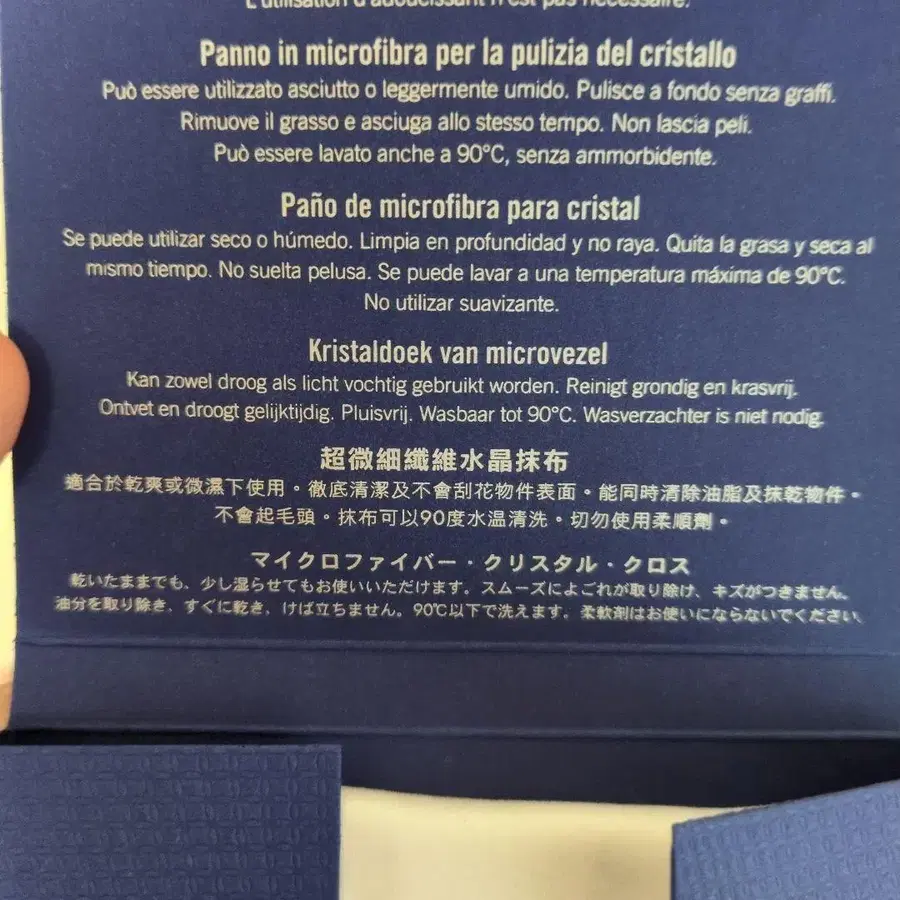 L'utilisation d'adoucissant n'est pas nécessaire.
Panno in microfibra per la pulizia del cristallo
Può essere utilizzato asciutto o leggermente umido. Pulisce a fondo senza graffi.
Rimuove il grasso e asciuga allo stesso tempo. Non lascia peli.
Può essere lavato anche a 90°C, senza ammorbidente.
Paño de microfibra para cristal
Se puede utilizar seco o húmedo. Limpia en profundidad y no raya. Quita la grasa y seca al
mismo tiempo. No suelta pelusa. Se puede lavar a una temperatura máxima de 90°C.
No utilizar suavizante.
Kristaldoek van microvezel
Kan zowel droog als licht vochtig gebruikt worden. Reinigt grondig en krasvrij.
Ontvet en droogt gelijktijdig. Pluisvrij. Wasbaar tot 90°C. Wasverzachter is niet nodig.
超微細纖維水晶抹布
適合於乾爽或微濕下使用。徹底清潔及不會刮花物件表面。能同時清除油脂及抹乾物件。
不會起毛頭。抹布可以90度水温清洗。切勿使用柔順劑。
マイクロファイバー・クリスタル・クロス
乾いたままでも、少し湿らせてもお使いいただけます。スムーズによごれが取り除け、キズがつきません。
油分を取り除き、すぐに乾き、けば立ちません。90℃以下で洗えます。柔軟剤はお使いにならないでください。